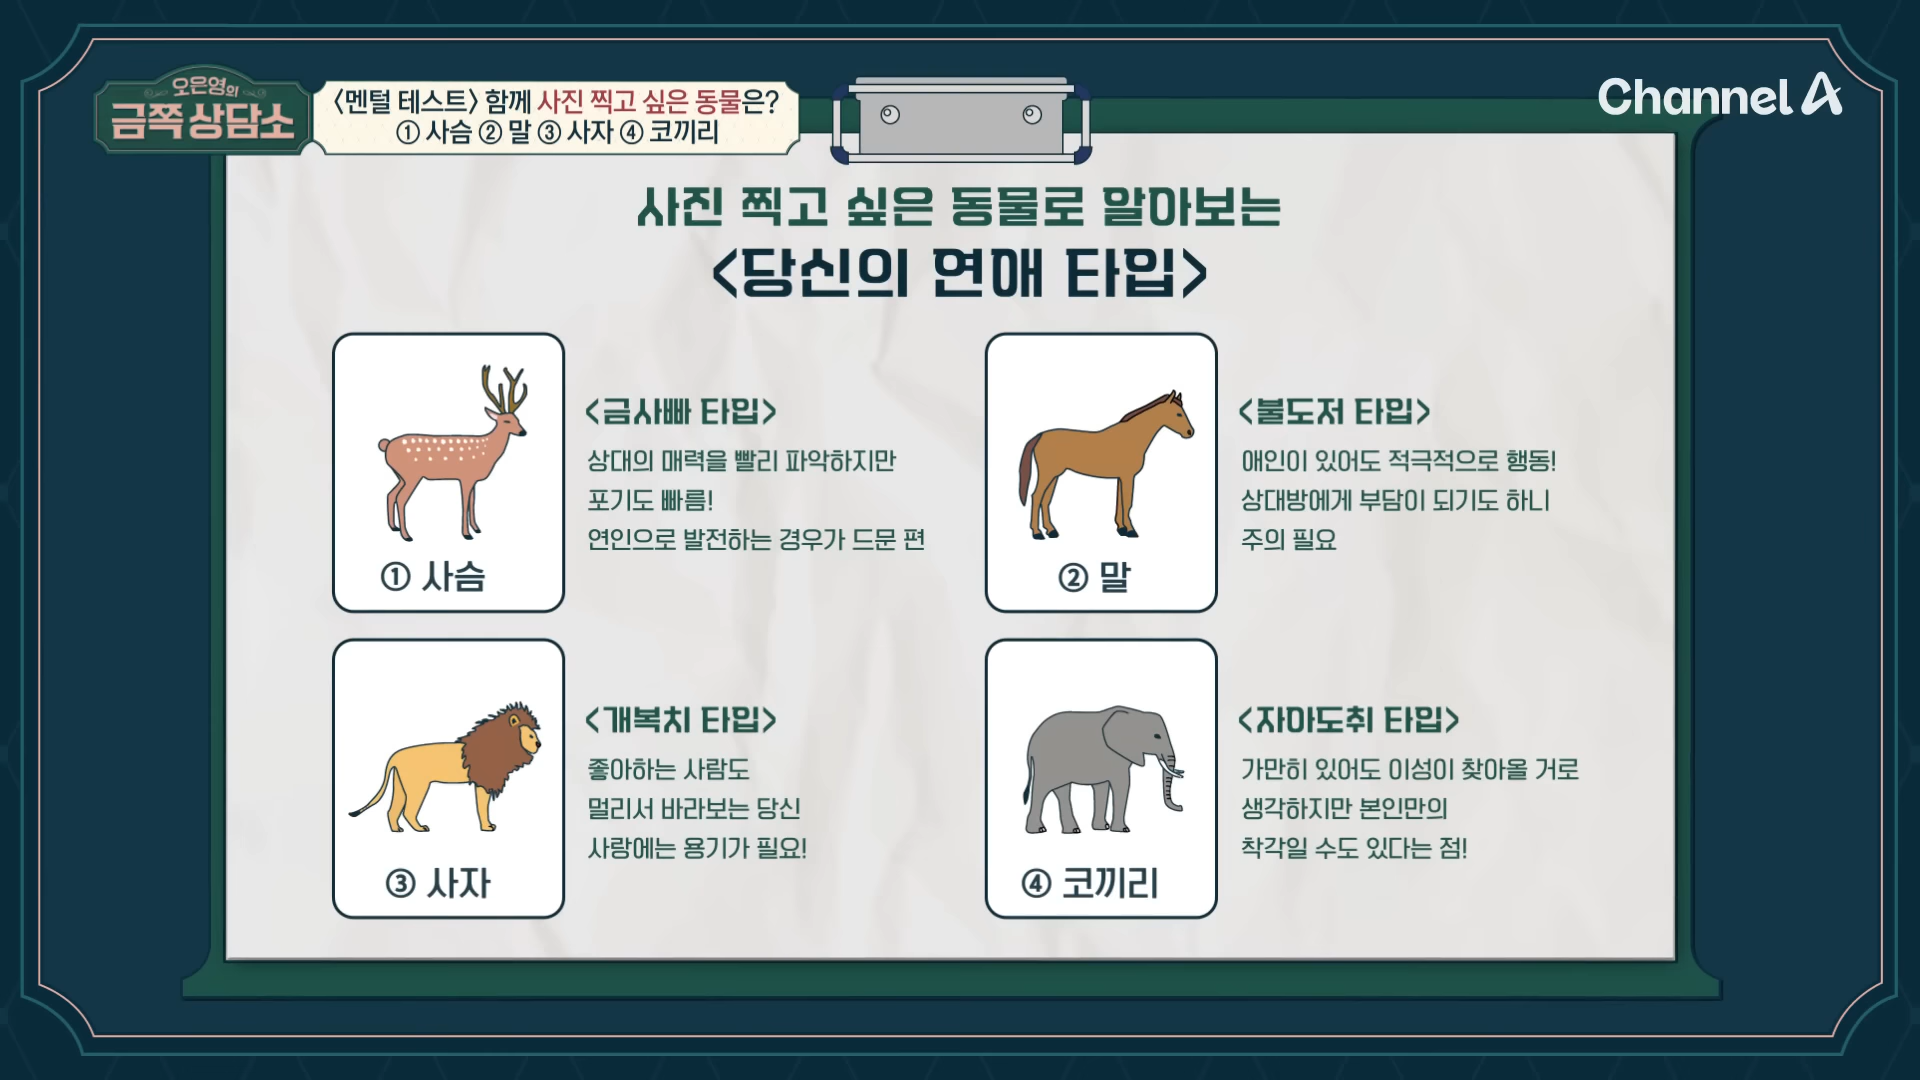 오은영의
금쪽 상담소
<멘털 테스트> 함께 사진 찍고 싶은 동물은?
① 사슴 ② 말 ③ 사자 ④ 코끼리
Channel A
사진 찍고 싶은 동물로 알아보는
<당신의 연애 타입>
① 사슴
<금사빠 타입>
상대의 매력을 빨리 파악하지만
포기도 빠름!
연인으로 발전하는 경우가 드문 편
② 말
<불도저 타입>
애인이 있어도 적극적으로 행동!
상대방에게 부담이 되기도 하니
주의 필요
③ 사자
<개복치 타입>
좋아하는 사람도
멀리서 바라보는 당신
사랑에는 용기가 필요!
④ 코끼리
<자아도취 타입>
가만히 있어도 이성이 찾아올 거로
생각하지만 본인만의
착각일 수도 있다는 점!